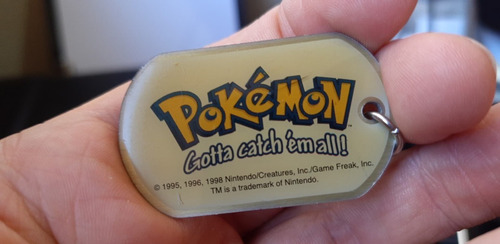 POKéMON
Gotta catch 'em all!
© 1995, 1996, 1998 Nintendo/Creatures, Inc./Game Freak, Inc.
TM is a trademark of Nintendo.